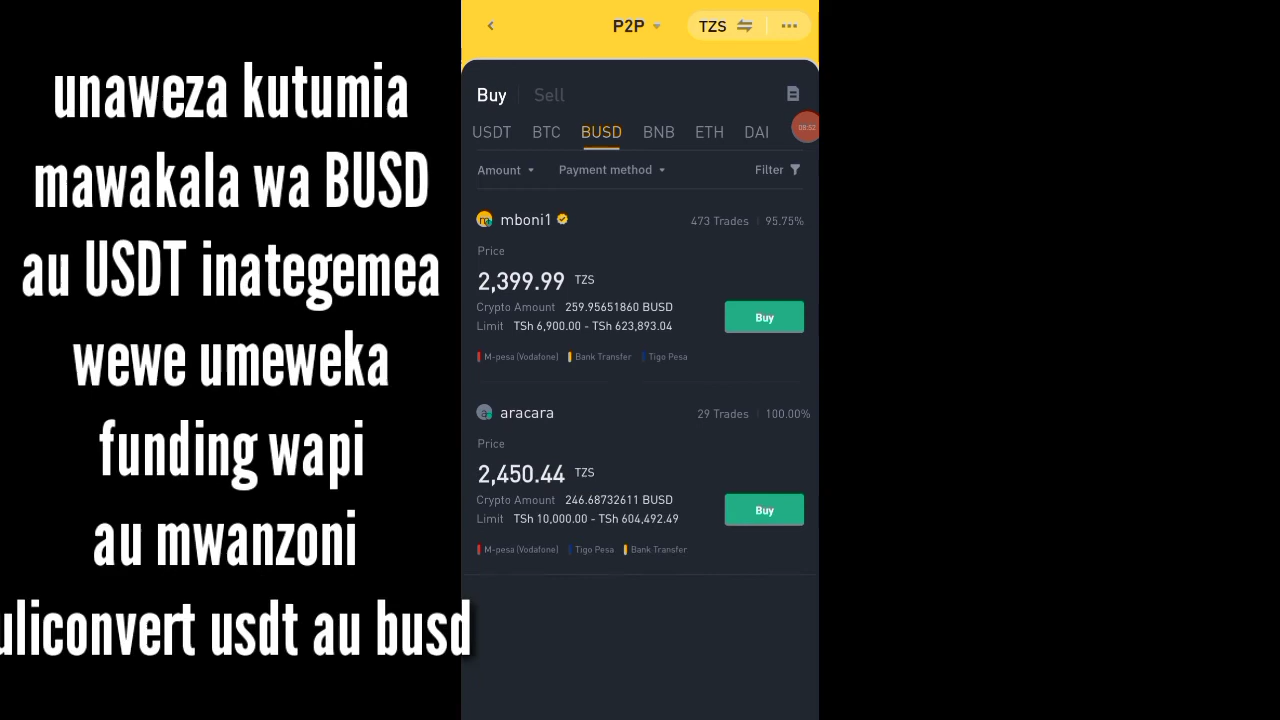 unaweza kutumia
mawakala wa BUSD
au USDT inategemea
wewe umeweka
funding wapi
au mwanzoni
uliconvert usdt au busd
P2P TZS
Buy Sell
USDT BTC BUSD BNB ETH DAI
08:52
Amount Payment method Filter
mboni1 473 Trades 95.75%
Price
2,399.99 TZS
Crypto Amount 259.95651860 BUSD
Limit TSh 6,900.00 - TSh 623,893.04
Buy
M-pesa (Vodafone) Bank Transfer Tigo Pesa
aracara 29 Trades 100.00%
Price
2,450.44 TZS
Crypto Amount 246.68732611 BUSD
Limit TSh 10,000.00 - TSh 604,492.49
Buy
M-pesa (Vodafone) Tigo Pesa Bank Transfer